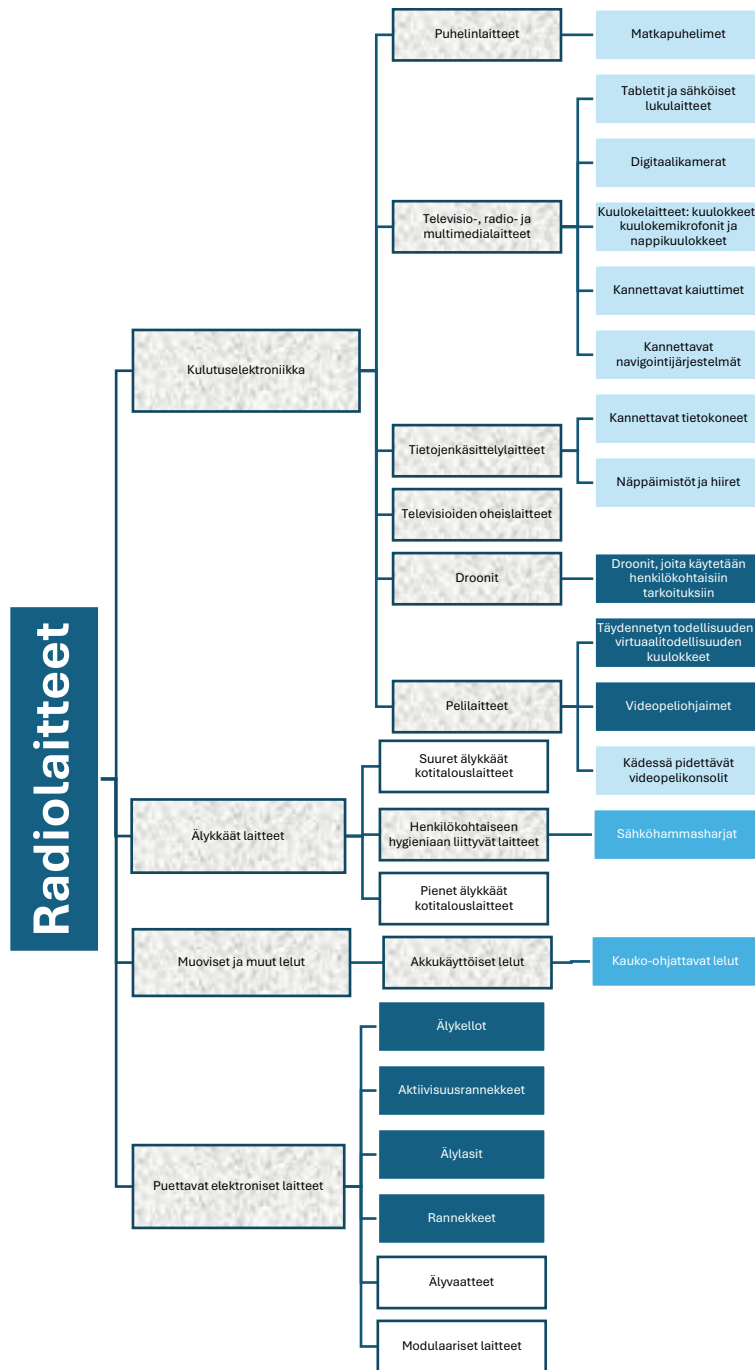 Radiolaitteet
Kulutuselektroniikka
Puhelinlaitteet
Matkapuhelimet
Televisio-, radio- ja
multimedialaitteet
Tabletit ja sähköiset
lukulaitteet
Digitaalikamerat
Kuulokelaitteet: kuulokkeet
kuulokemikrofonit ja
nappikuulokkeet
Kannettavat kaiuttimet
Kannettavat
navigointijärjestelmät
Tietojenkäsittelylaitteet
Kannettavat tietokoneet
Näppäimistöt ja hiiret
Televisioiden oheislaitteet
Droonit
Droonit, joita käytetään
henkilökohtaisiin
tarkoituksiin
Pelilaitteet
Täydennetyn todellisuuden
virtuaalitodellisuuden
kuulokkeet
Videopeliohjaimet
Kädessä pidettävät
videopelikonsolit
Älykkäät laitteet
Suuret älykkäät
kotitalouslaitteet
Henkilökohtaiseen
hygieniaan liittyvät laitteet
Sähköhammasharjat
Pienet älykkäät
kotitalouslaitteet
Muoviset ja muut lelut
Akkukäyttöiset lelut
Kauko-ohjattavat lelut
Puettavat elektroniset laitteet
Älykellot
Aktiivisuusrannekkeet
Älylasit
Rannekkeet
Älyvaatteet
Modulaariset laitteet